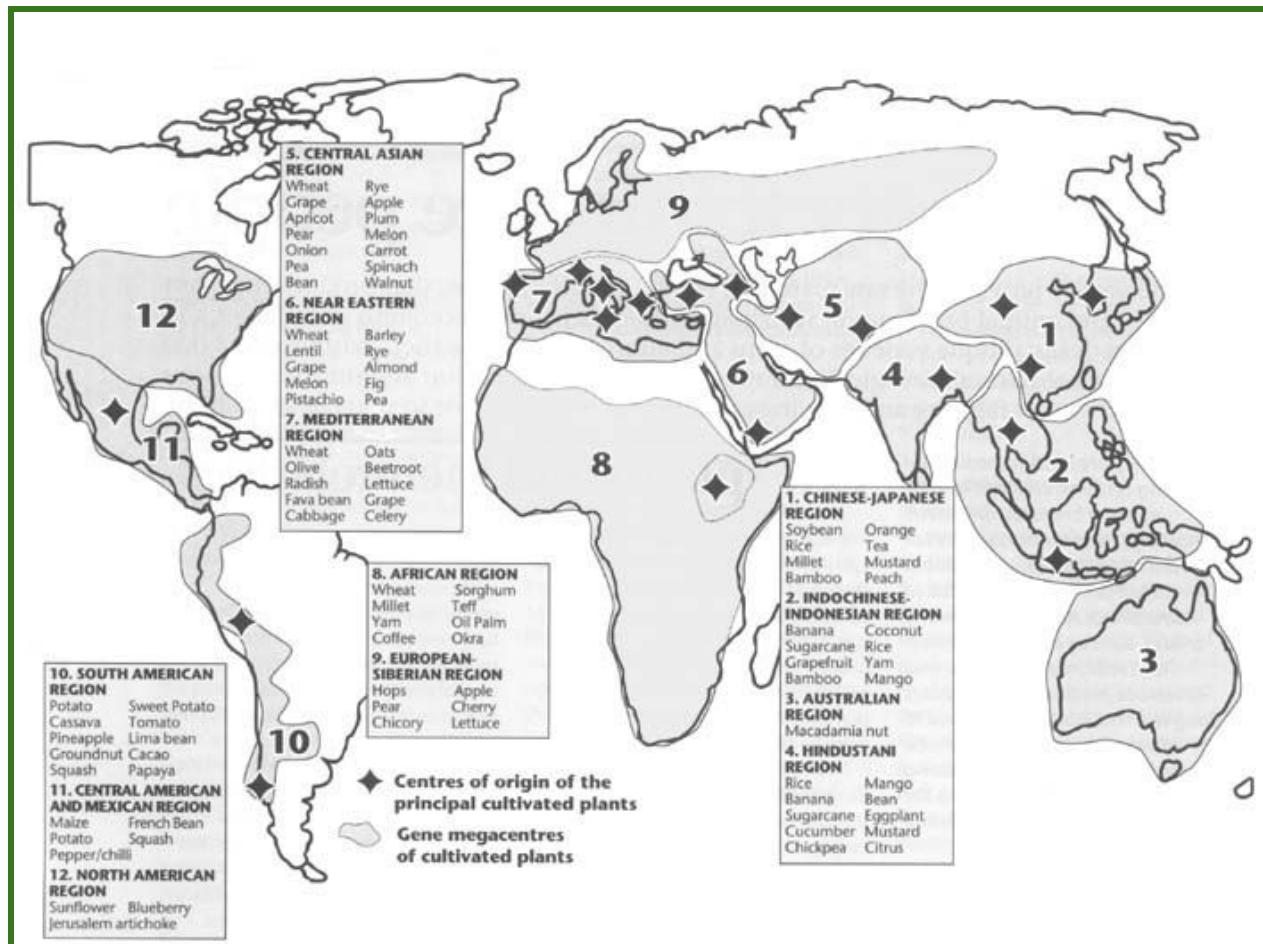 5. CENTRAL ASIAN
REGION
Wheat Rye
Grape Apple
Apricot Plum
Pear Melon
Onion Carrot
Pea Spinach
Bean Walnut
6. NEAR EASTERN
REGION
Wheat Barley
Lentil Rye
Grape Almond
Melon Fig
Pistachio Pea
7. MEDITERRANEAN
REGION
Wheat Oats
Olive Beetroot
Radish Lettuce
Fava bean Grape
Cabbage Celery
9
12
7
5
1
4
6
11
8
2
3
10
1. CHINESE-JAPANESE
REGION
Soybean Orange
Rice Tea
Millet Mustard
Bamboo Peach
2. INDOCHINESE-
INDONESIAN REGION
Banana Coconut
Sugarcane Rice
Grapefruit Yam
Bamboo Mango
3. AUSTRALIAN
REGION
Macadamia nut
4. HINDUSTANI
REGION
Rice Mango
Banana Bean
Sugarcane Eggplant
Cucumber Mustard
Chickpea Citrus
8. AFRICAN REGION
Wheat Sorghum
Millet Teff
Yam Oil Palm
Coffee Okra
9. EUROPEAN-
SIBERIAN REGION
Hops Apple
Pear Cherry
Chicory Lettuce
10. SOUTH AMERICAN
REGION
Potato Sweet Potato
Cassava Tomato
Pineapple Lima bean
Groundnut Cacao
Squash Papaya
11. CENTRAL AMERICAN
AND MEXICAN REGION
Maize French Bean
Potato Squash
Pepper/chilli
12. NORTH AMERICAN
REGION
Sunflower Blueberry
Jerusalem artichoke
Centres of origin of the
principal cultivated plants
Gene megacentres
of cultivated plants